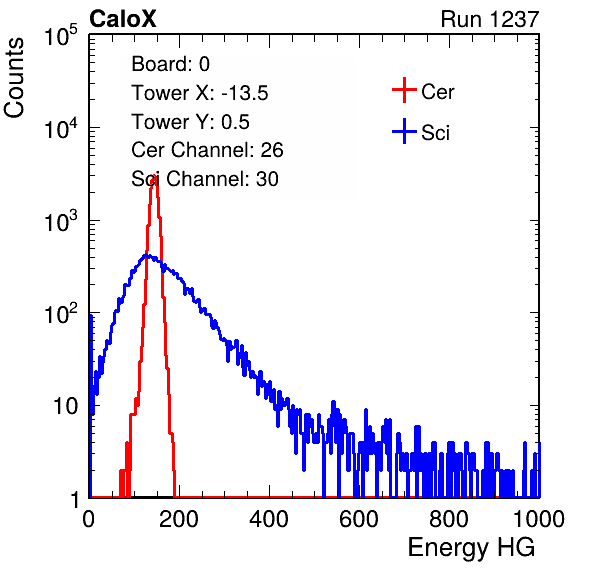 CaloX Run 1237
Counts
Board: 0
Tower X: -13.5
Tower Y: 0.5
Cer Channel: 26
Sci Channel: 30
Cer
Sci
10^5
10^4
10^3
10^2
10
1
0 200 400 600 800 1000
Energy HG